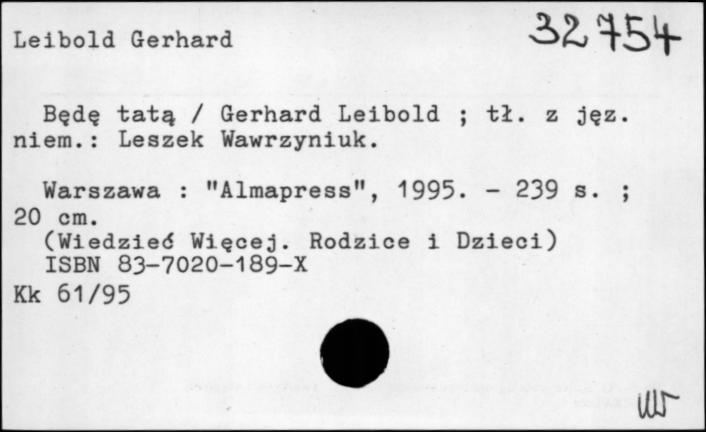 Leibold Gerhard
32754
Będę tatą / Gerhard Leibold ; tł. z jęz.
niem.: Leszek Wawrzyniuk.
Warszawa : "Almapress", 1995. - 239 s. ;
20 cm.
(Wiedzieć Więcej. Rodzice i Dzieci)
ISBN 83-7020-189-X
Kk 61/95